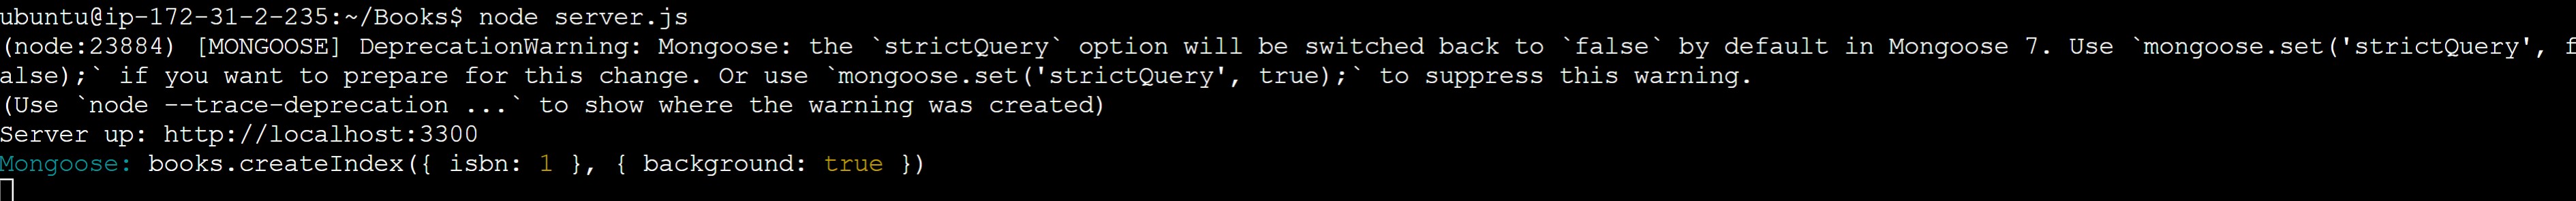 ubuntu@ip-172-31-2-235:~/Books$ node server.js
(node:23884) [MONGOOSE] DeprecationWarning: Mongoose: the `strictQuery` option will be switched back to `false` by default in Mongoose 7. Use `mongoose.set('strictQuery', f
alse);` if you want to prepare for this change. Or use `mongoose.set('strictQuery', true);` to suppress this warning.
(Use `node --trace-deprecation ...` to show where the warning was created)
Server up: http://localhost:3300
Mongoose: books.createIndex({ isbn: 1 }, { background: true })